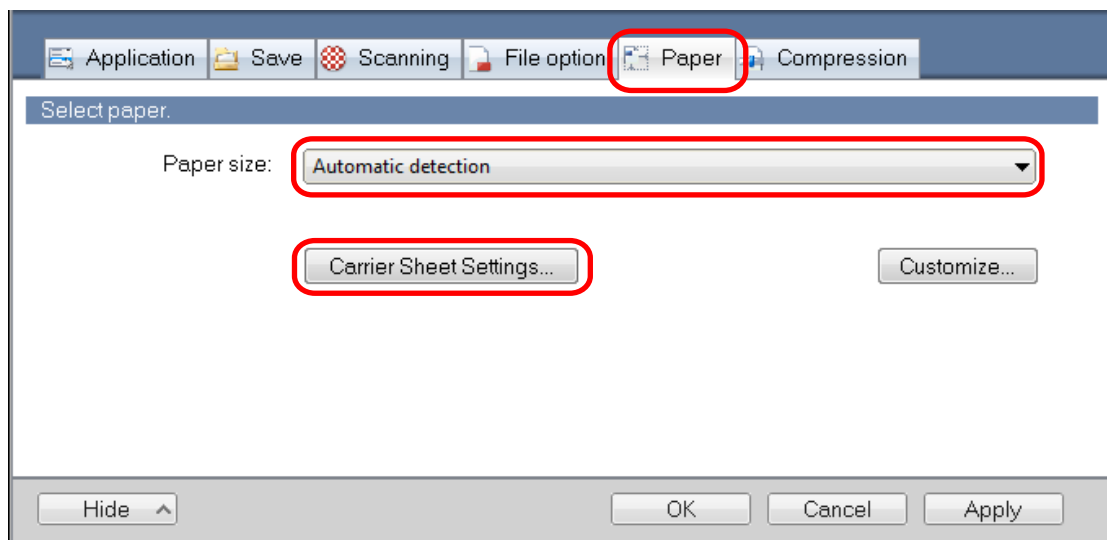 Application Save Scanning File option Paper Compression
Select paper.
Paper size: Automatic detection
Carrier Sheet Settings... Customize...
Hide OK Cancel Apply